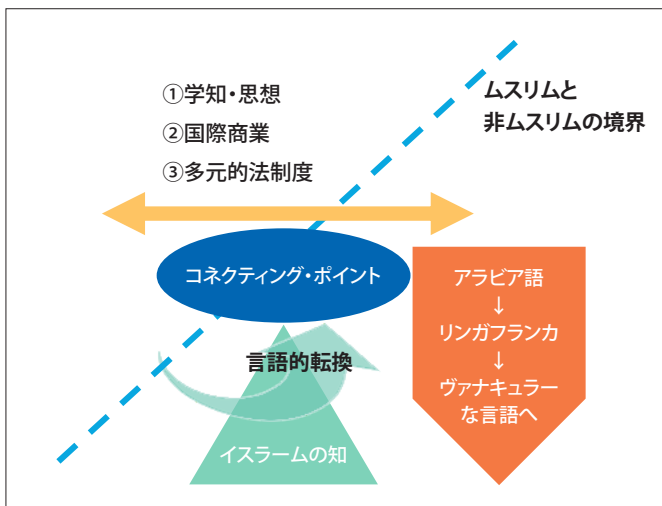 ①学知・思想
②国際商業
③多元的法制度
ムスリムと
非ムスリムの境界
コネクティング・ポイント
言語的転換
イスラームの知
アラビア語
↓
リンガフランカ
↓
ヴァナキュラー
な言語へ